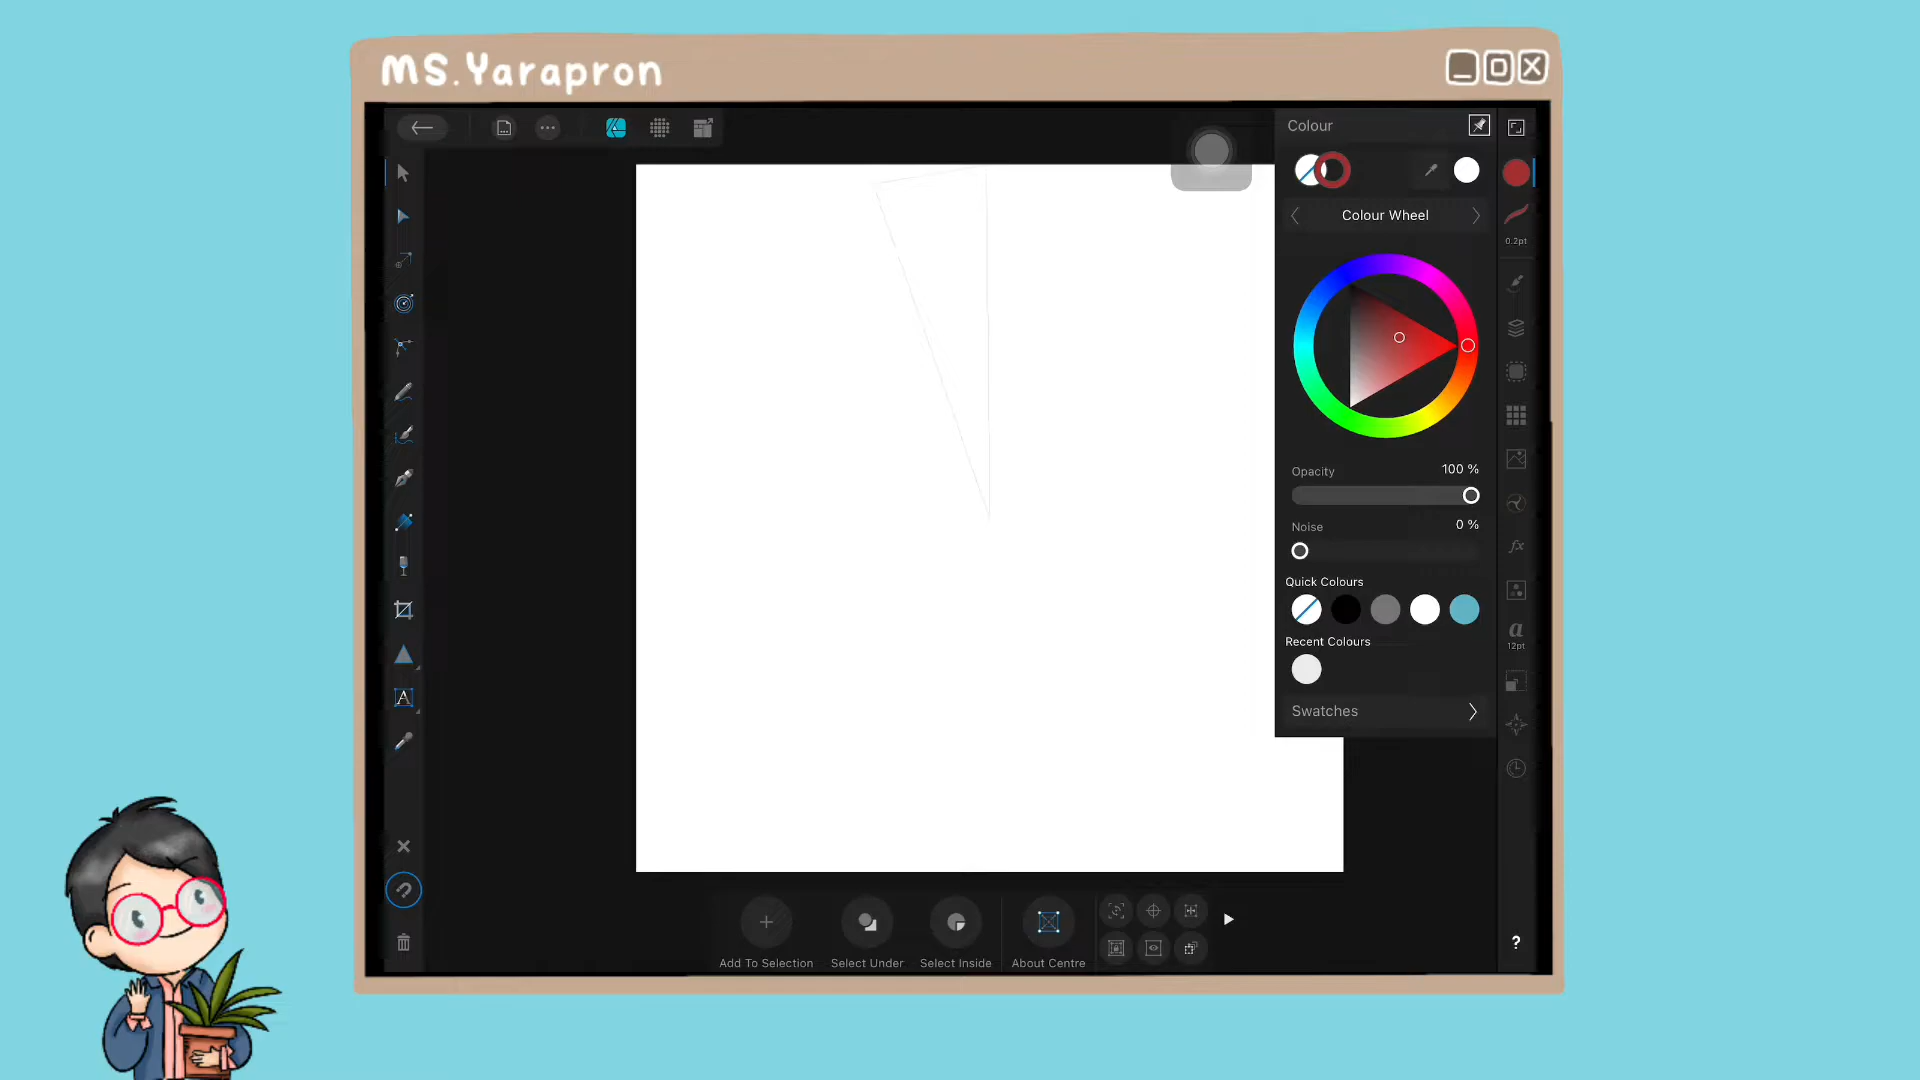 MS.Yarapron
Colour
Colour Wheel
0.2pt
Opacity
100 %
Noise
0 %
Quick Colours
Recent Colours
Swatches
fx
a
12pt
A
Add To Selection
Select Under
Select Inside
About Centre
?